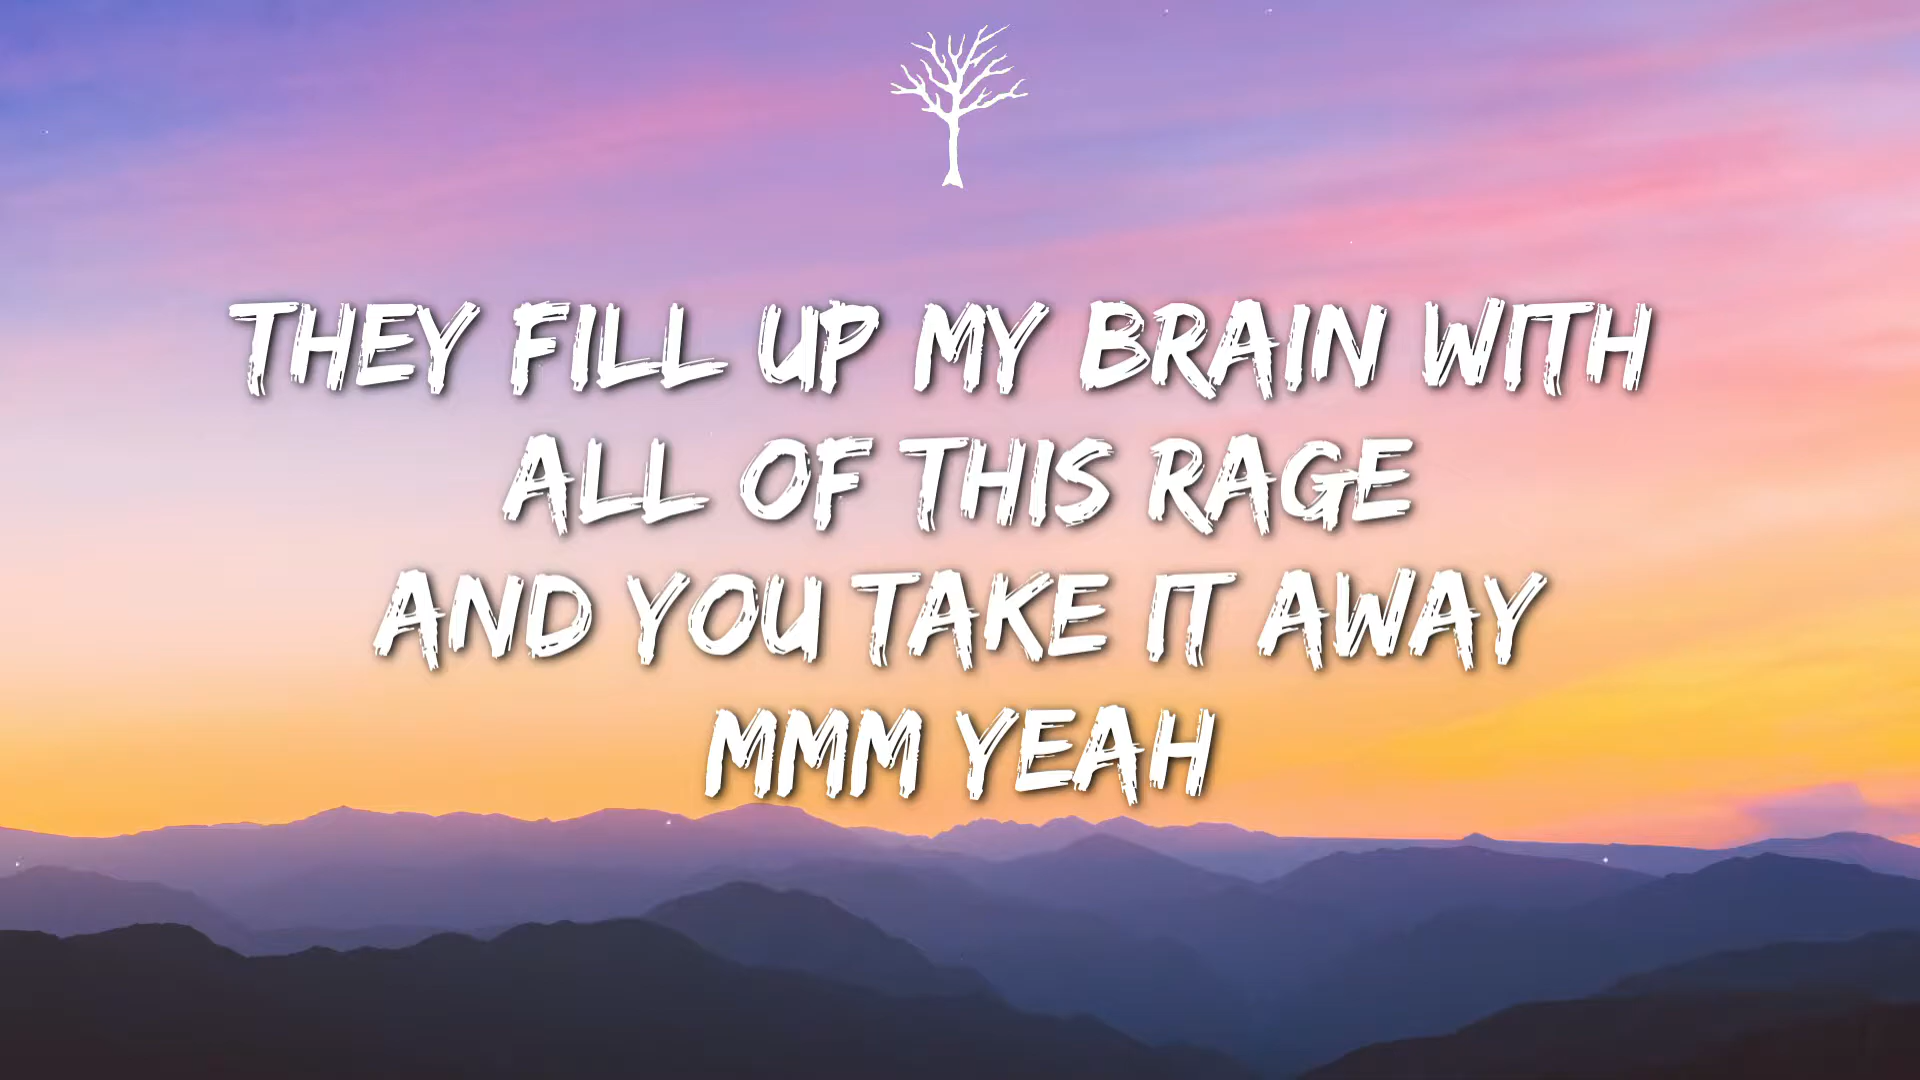 THEY FILL UP MY BRAIN WITH
ALL OF THIS RAGE
AND YOU TAKE IT AWAY
MMM YEAH